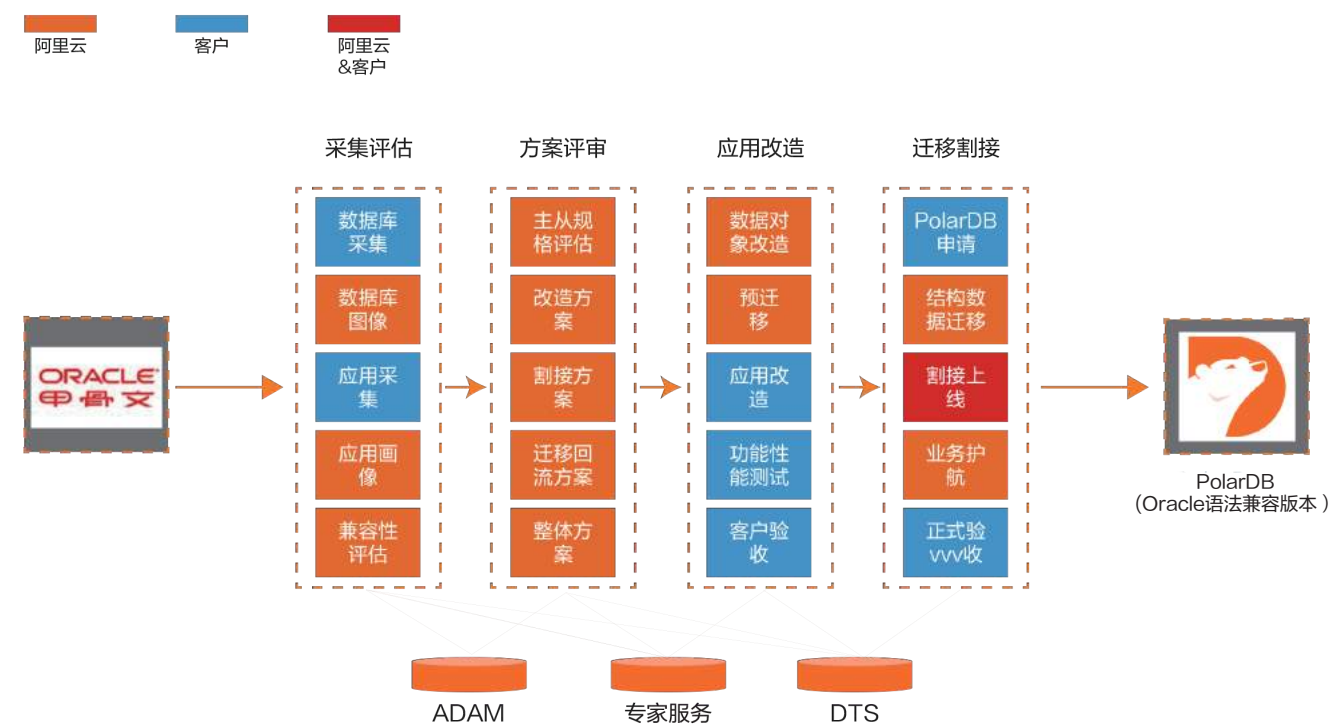 阿里云
客户
阿里云
&客户
采集评估
方案评审
应用改造
迁移割接
数据库
采集
数据库
图像
应用采
集
应用画
像
兼容性
评估
主从规
格评估
改造方
案
割接方
案
迁移回
流方案
整体方
案
数据对
象改造
预迁
移
应用改
造
功能性
能测试
客户验
收
PolarDB
申请
结构数
据迁移
割接上
线
业务护
航
正式验
vvv收
ORACLE
甲骨文
PolarDB
（Oracle语法兼容版本）
ADAM
专家服务
DTS